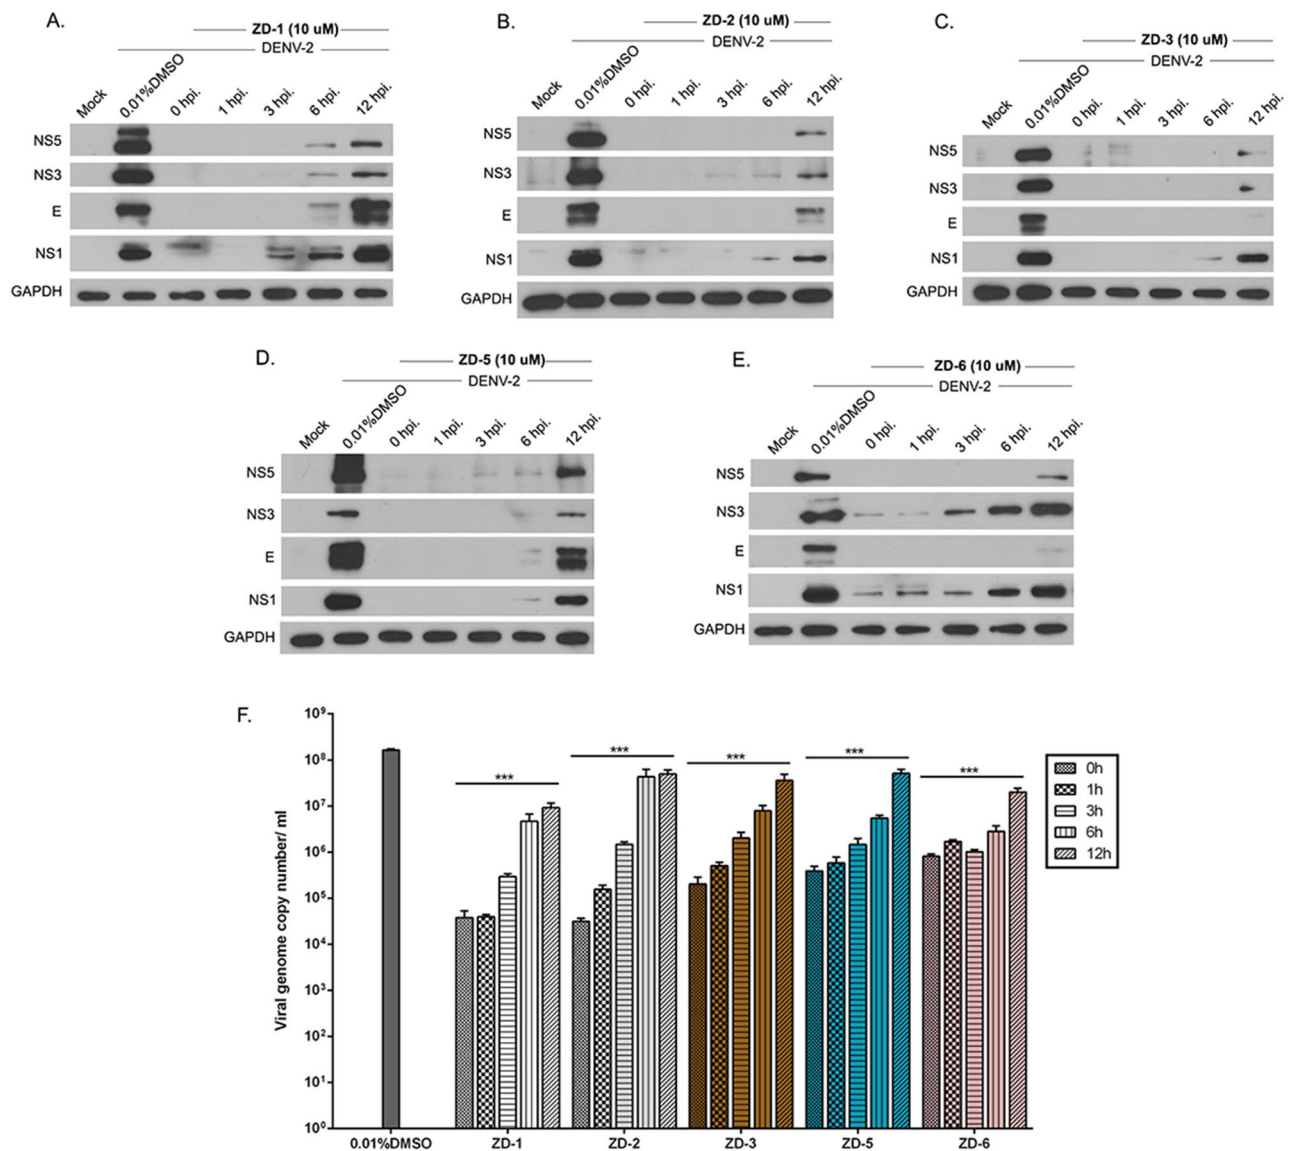 A.
ZD-1 (10 uM)
DENV-2
Mock
0.01%DMSO
0 hpi.
1 hpi.
3 hpi.
6 hpi.
12 hpi.
NS5
NS3
E
NS1
GAPDH
B.
ZD-2 (10 uM)
DENV-2
Mock
0.01%DMSO
0 hpi.
1 hpi.
3 hpi.
6 hpi.
12 hpi.
NS5
NS3
E
NS1
GAPDH
C.
ZD-3 (10 uM)
DENV-2
Mock
0.01%DMSO
0 hpi.
1 hpi.
3 hpi.
6 hpi.
12 hpi.
NS5
NS3
E
NS1
GAPDH
D.
ZD-5 (10 uM)
DENV-2
Mock
0.01%DMSO
0 hpi.
1 hpi.
3 hpi.
6 hpi.
12 hpi.
NS5
NS3
E
NS1
GAPDH
E.
ZD-6 (10 uM)
DENV-2
Mock
0.01%DMSO
0 hpi.
1 hpi.
3 hpi.
6 hpi.
12 hpi.
NS5
NS3
E
NS1
GAPDH
F.
Viral genome copy number/ ml
10⁹
10⁸
10⁷
10⁶
10⁵
10⁴
10³
10²
10¹
10⁰
***
***
***
***
***
0h
1h
3h
6h
12h
0.01%DMSO
ZD-1
ZD-2
ZD-3
ZD-5
ZD-6